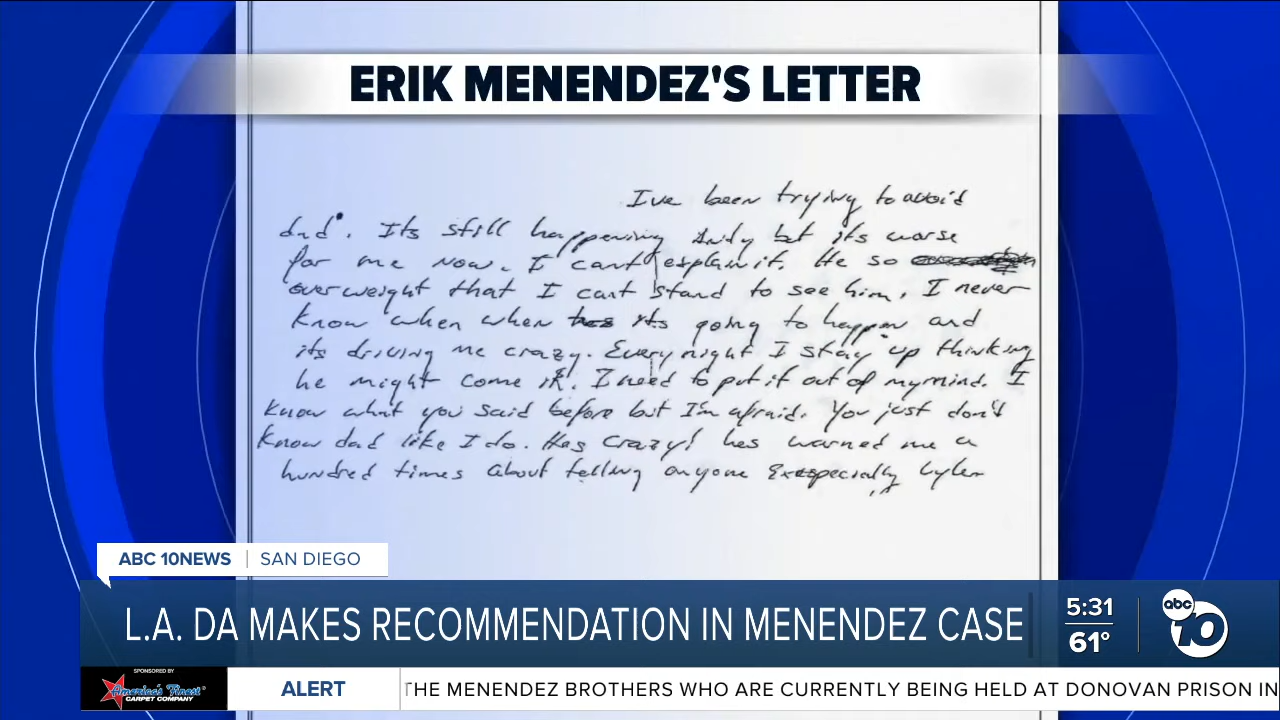 ERIK MENENDEZ'S LETTER
Ive been trying to avoid
dad. Its still happening Andy but its worse
for me now. I cant explain it. He so
overweight that I cant stand to see him. I never
know when when its going to happen and
its driving me crazy. Every night I stay up thinking
he might come in. I need to put it out of my mind. I
know what you said before but I'm afraid. You just don't
know dad like I do. Hes crazy! hes warned me a
hundred times about telling anyone
especially Lyle
ABC 10NEWS | SAN DIEGO
L.A. DA MAKES RECOMMENDATION IN MENENDEZ CASE
5:31
61°
abc
10
SPONSORED BY
America's Finest
CARPET COMPANY
ALERT
THE MENENDEZ BROTHERS WHO ARE CURRENTLY BEING HELD AT DONOVAN PRISON IN